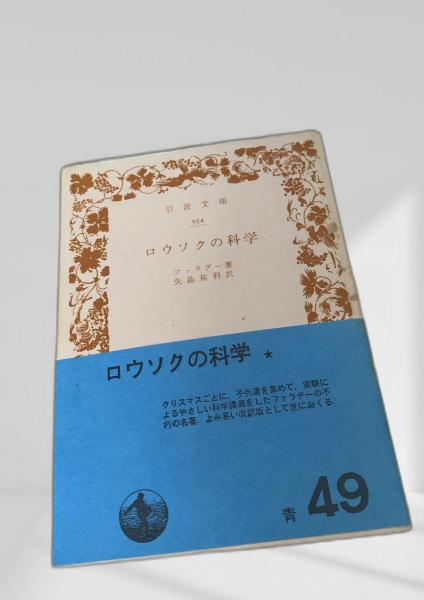 岩波文庫
954
ロウソクの科学
ファラデー著
矢島祐利訳
ロウソクの科学 ★
クリスマスごとに，子供達を集めて，実験に
よるやさしい科学講義をしたファラデーの不
朽の名著．よみ易い改訳版として世におくる．
青 49